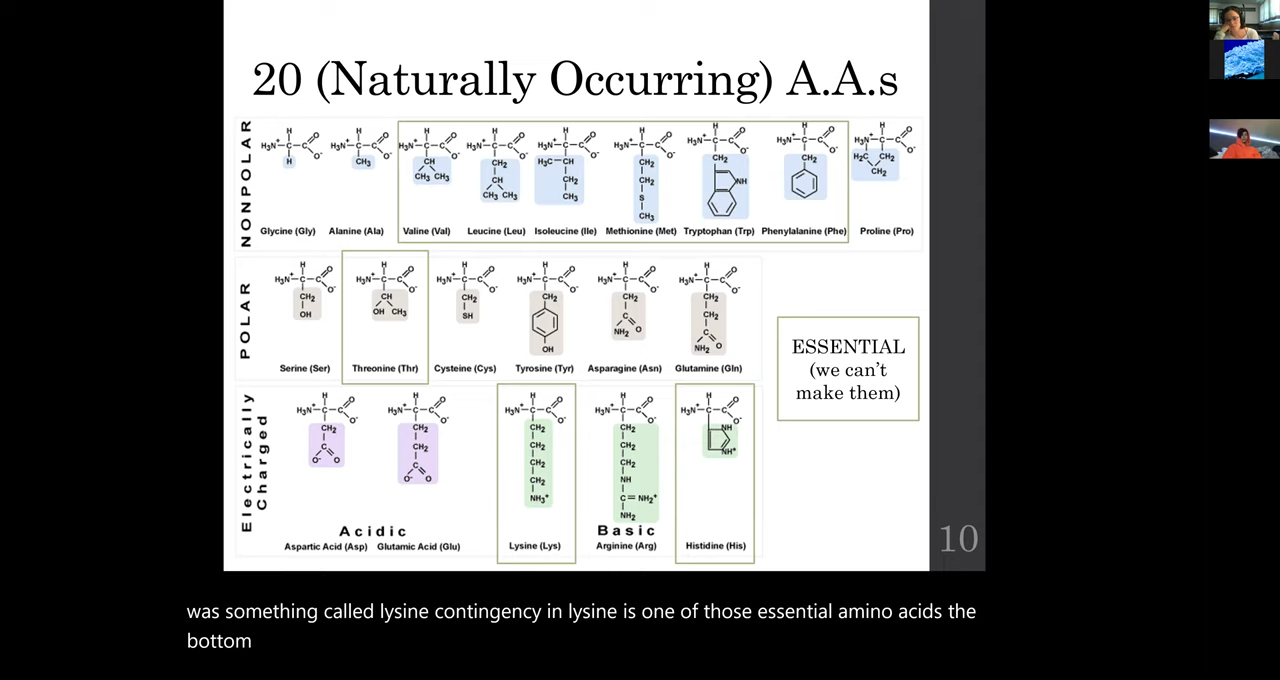 20 (Naturally Occurring) A.A.s
NONPOLAR
Glycine (Gly) Alanine (Ala) Valine (Val) Leucine (Leu) Isoleucine (Ile) Methionine (Met) Tryptophan (Trp) Phenylalanine (Phe) Proline (Pro)
POLAR
Serine (Ser) Threonine (Thr) Cysteine (Cys) Tyrosine (Tyr) Asparagine (Asn) Glutamine (Gln)
ESSENTIAL
(we can't
make them)
Electrically
Charged
Acidic Basic
Aspartic Acid (Asp) Glutamic Acid (Glu) Lysine (Lys) Arginine (Arg) Histidine (His)
10
was something called lysine contingency in lysine is one of those essential amino acids the
bottom